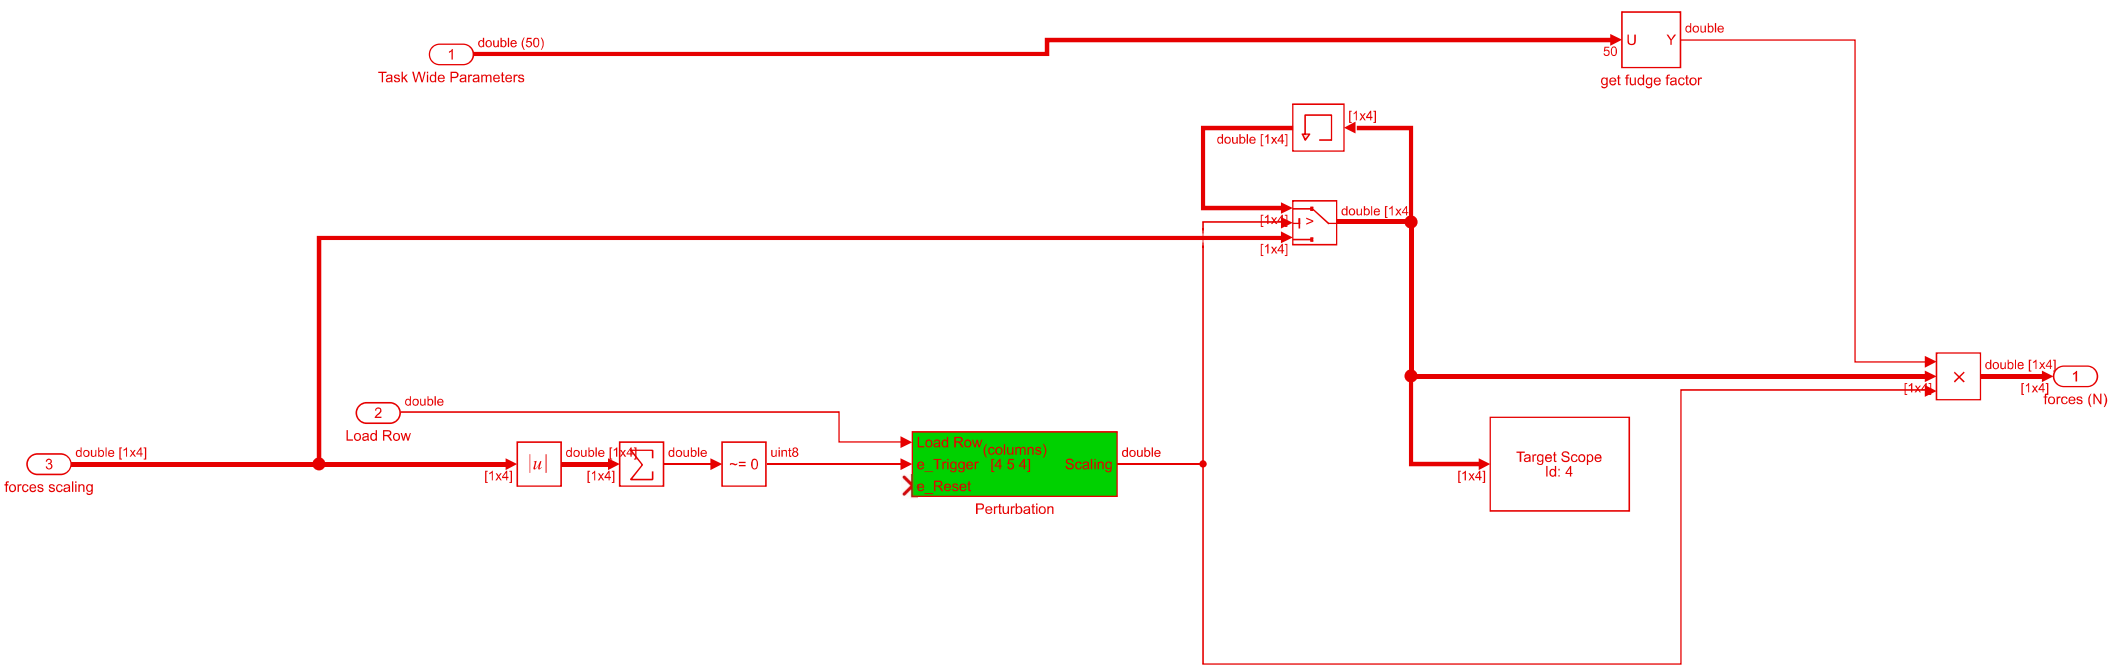 double (50)
1
Task Wide Parameters
50
U
Y
double
get fudge factor
[1x4]
double [1x4]
[1x4]
>
[1x4]
double [1x4
2
double
Load Row
3
double [1x4]
forces scaling
[1x4]
|u|
double [1x4]
[1x4]
∑
double
~= 0
uint8
Load Row
(columns)
e_Trigger
[4 5 4]
Scaling
e_Reset
Perturbation
double
[1x4]
Target Scope
Id: 4
[1x4]
×
double [1x4]
[1x4]
1
forces (N)